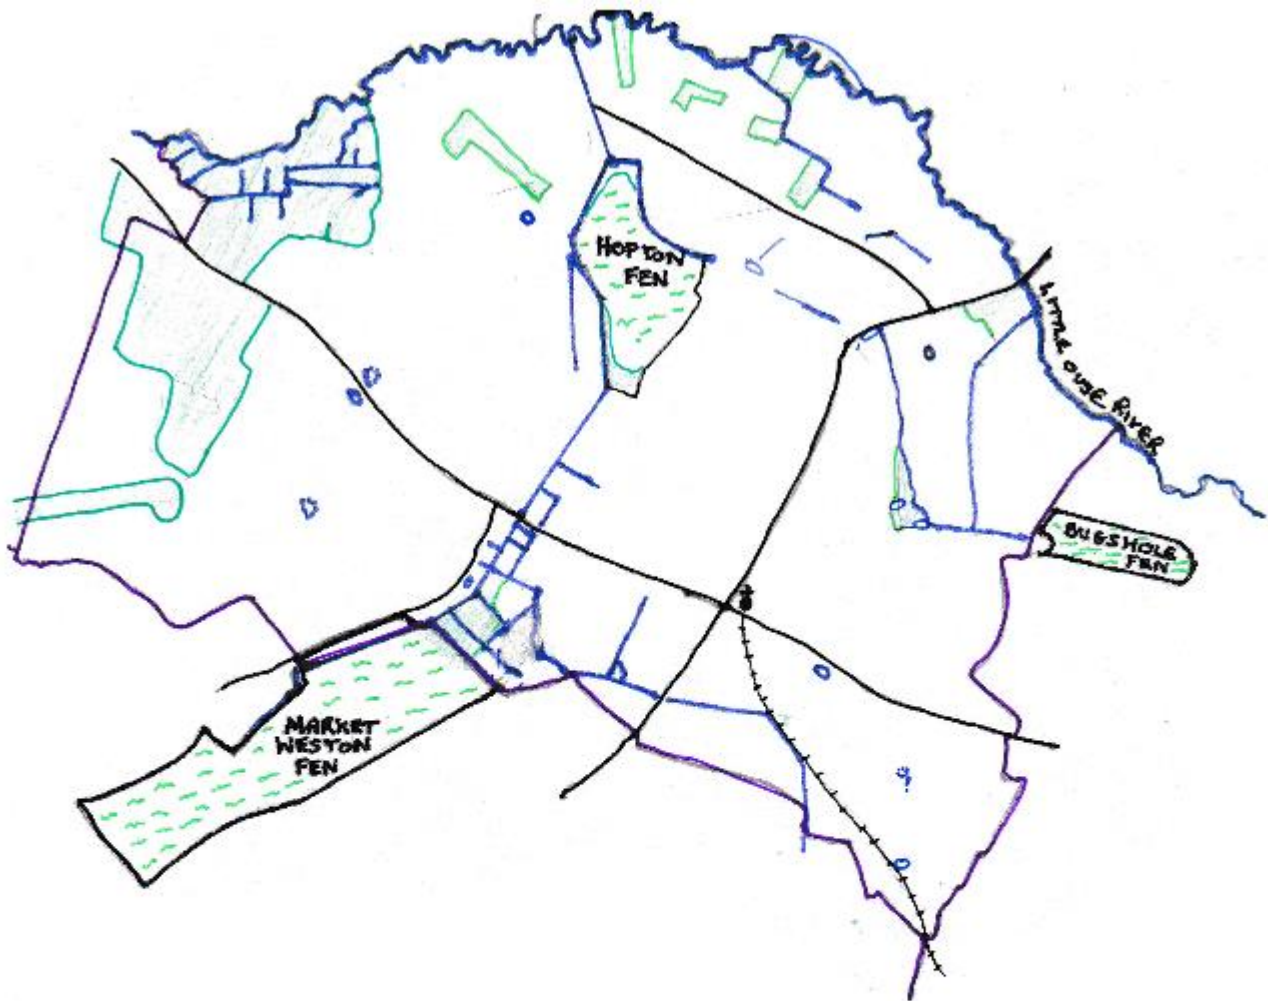 HOPTON
FEN
LITTLE OUSE RIVER
BUGSHOLE
FEN
MARKET
WESTON
FEN
?